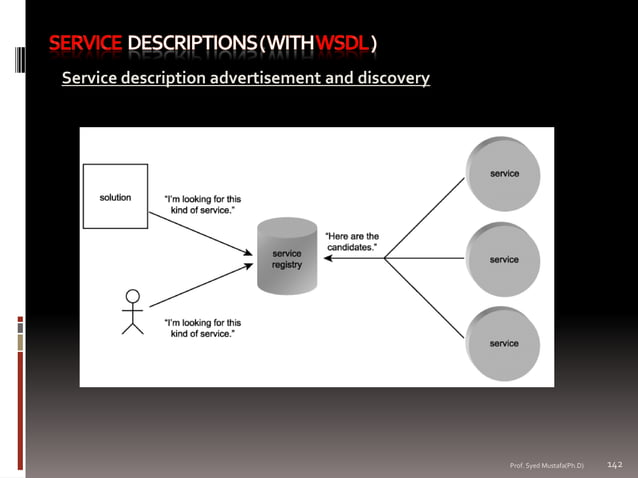 SERVICE DESCRIPTIONS (WITH WSDL)
Service description advertisement and discovery
solution
"I'm looking for this
kind of service."
service
registry
"I'm looking for this
kind of service."
"Here are the
candidates."
service
service
service
Prof. Syed Mustafa(Ph.D)
142